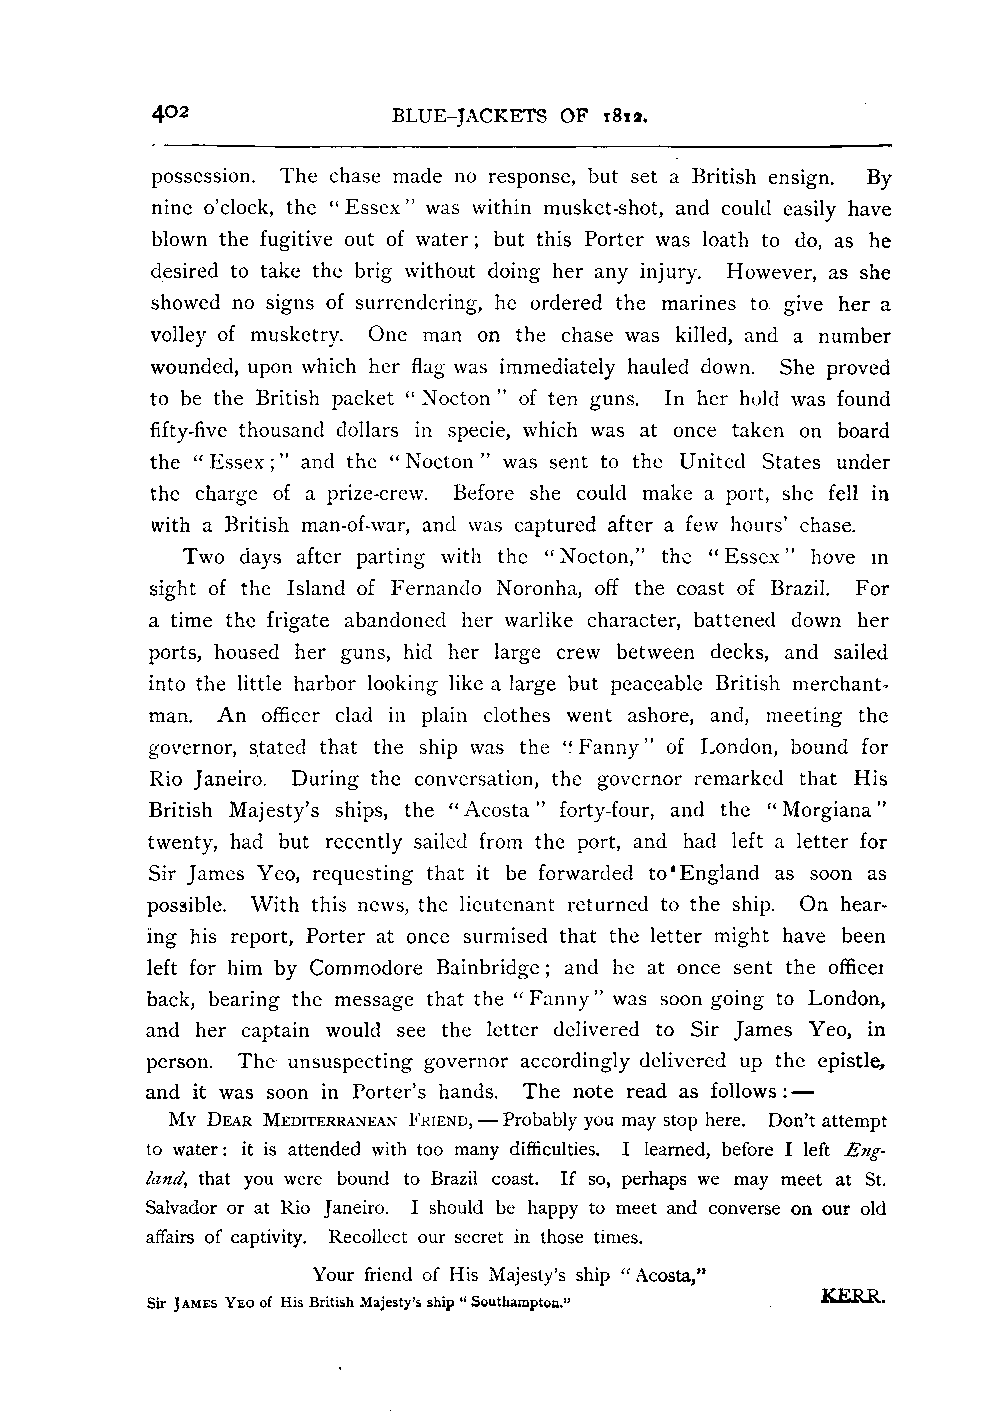 402 BLUE-JACKETS OF 1812.
possession. The chase made no response, but set a British ensign. By
nine o'clock, the "Essex" was within musket-shot, and could easily have
blown the fugitive out of water; but this Porter was loath to do, as he
desired to take the brig without doing her any injury. However, as she
showed no signs of surrendering, he ordered the marines to give her a
volley of musketry. One man on the chase was killed, and a number
wounded, upon which her flag was immediately hauled down. She proved
to be the British packet "Nocton" of ten guns. In her hold was found
fifty-five thousand dollars in specie, which was at once taken on board
the "Essex;" and the "Nocton" was sent to the United States under
the charge of a prize-crew. Before she could make a port, she fell in
with a British man-of-war, and was captured after a few hours' chase.
Two days after parting with the "Nocton," the "Essex" hove in
sight of the Island of Fernando Noronha, off the coast of Brazil. For
a time the frigate abandoned her warlike character, battened down her
ports, housed her guns, hid her large crew between decks, and sailed
into the little harbor looking like a large but peaceable British merchant-
man. An officer clad in plain clothes went ashore, and, meeting the
governor, stated that the ship was the "Fanny" of London, bound for
Rio Janeiro. During the conversation, the governor remarked that His
British Majesty's ships, the "Acosta" forty-four, and the "Morgiana"
twenty, had but recently sailed from the port, and had left a letter for
Sir James Yeo, requesting that it be forwarded to England as soon as
possible. With this news, the lieutenant returned to the ship. On hear-
ing his report, Porter at once surmised that the letter might have been
left for him by Commodore Bainbridge; and he at once sent the officer
back, bearing the message that the "Fanny" was soon going to London,
and her captain would see the letter delivered to Sir James Yeo, in
person. The unsuspecting governor accordingly delivered up the epistle,
and it was soon in Porter's hands. The note read as follows:—
MY DEAR MEDITERRANEAN FRIEND,—Probably you may stop here. Don't attempt
to water: it is attended with too many difficulties. I learned, before I left Eng-
land, that you were bound to Brazil coast. If so, perhaps we may meet at St.
Salvador or at Rio Janeiro. I should be happy to meet and converse on our old
affairs of captivity. Recollect our secret in those times.
Your friend of His Majesty's ship "Acosta,"
KERR.
Sir JAMES YEO of His British Majesty's ship "Southampton."